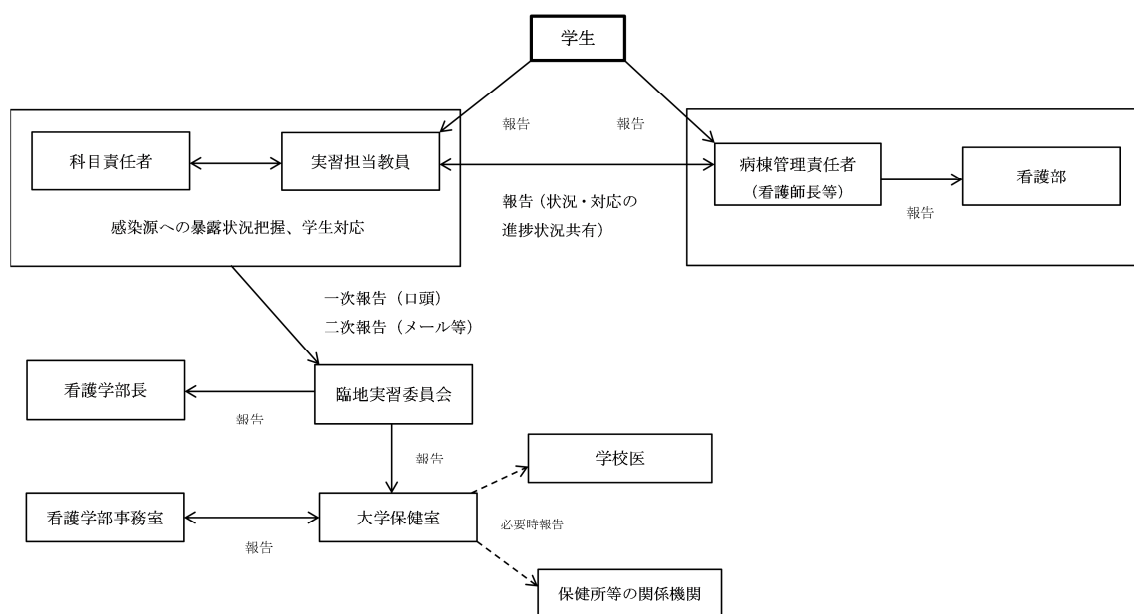 学生
報告
報告
科目責任者
実習担当教員
病棟管理責任者
（看護師長等）
看護部
報告
報告（状況・対応の
進捗状況共有）
感染源への暴露状況把握、学生対応
一次報告（口頭）
二次報告（メール等）
看護学部長
臨地実習委員会
報告
報告
学校医
看護学部事務室
大学保健室
必要時報告
報告
保健所等の関係機関